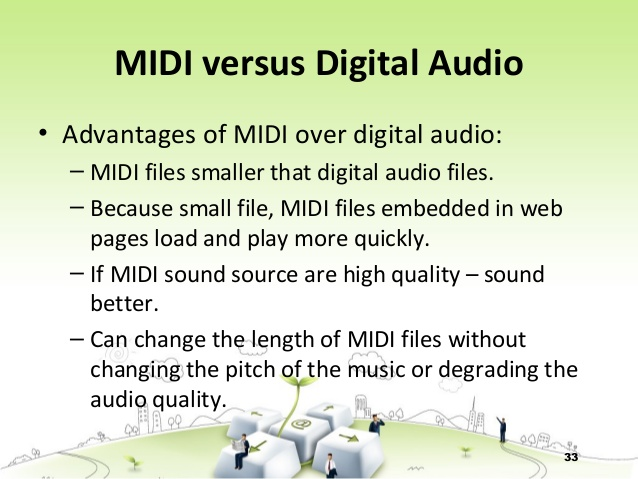 MIDI versus Digital Audio
• Advantages of MIDI over digital audio:
– MIDI files smaller that digital audio files.
– Because small file, MIDI files embedded in web
pages load and play more quickly.
– If MIDI sound source are high quality – sound
better.
– Can change the length of MIDI files without
changing the pitch of the music or degrading the
audio quality.
@
33